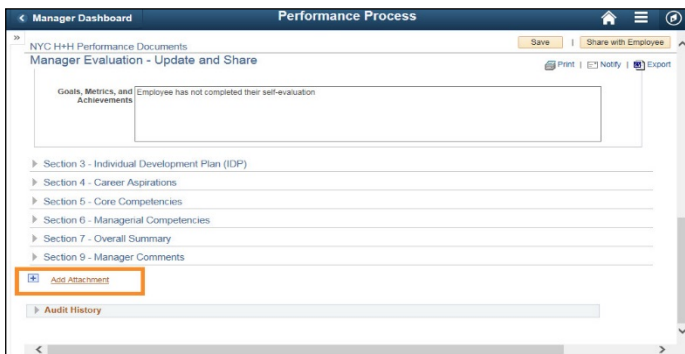 Manager Dashboard
Performance Process
»
NYC H+H Performance Documents
Save | Share with Employee
Manager Evaluation - Update and Share
Print | Notify | Export
Goals, Metrics, and Achievements
Employee has not completed their self-evaluation
Section 3 - Individual Development Plan (IDP)
Section 4 - Career Aspirations
Section 5 - Core Competencies
Section 6 - Managerial Competencies
Section 7 - Overall Summary
Section 9 - Manager Comments
Add Attachment
Audit History